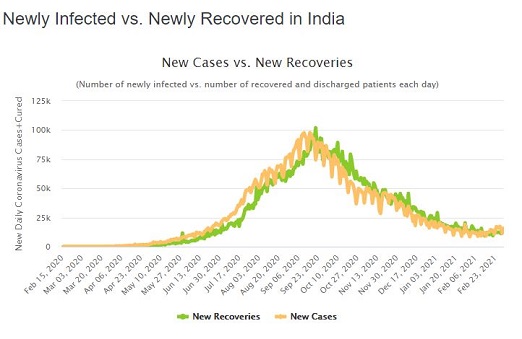 Newly Infected vs. Newly Recovered in India
New Cases vs. New Recoveries
(Number of newly infected vs. number of recovered and discharged patients each day)
New Daily Coronavirus Cases+Cured
125k
100k
75k
50k
25k
0
Feb 15, 2020
Mar 03, 2020
Mar 20, 2020
Apr 06, 2020
Apr 23, 2020
May 10, 2020
May 27, 2020
Jun 13, 2020
Jun 30, 2020
Jul 17, 2020
Aug 03, 2020
Aug 20, 2020
Sep 06, 2020
Sep 23, 2020
Oct 10, 2020
Oct 27, 2020
Nov 13, 2020
Nov 30, 2020
Dec 17, 2020
Jan 03, 2021
Jan 20, 2021
Feb 06, 2021
Feb 23, 2021
New Recoveries
New Cases